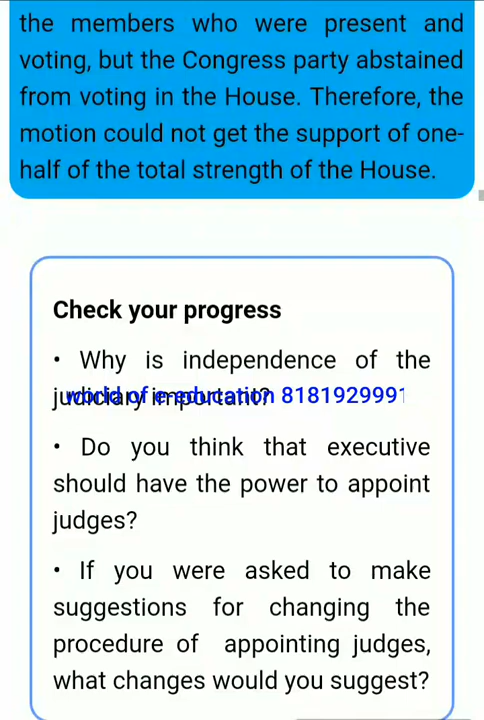 the members who were present and
voting, but the Congress party abstained
from voting in the House. Therefore, the
motion could not get the support of one-
half of the total strength of the House.
Check your progress
• Why is independence of the
judiciary important?
world of e-education 8181929991
• Do you think that executive
should have the power to appoint
judges?
• If you were asked to make
suggestions for changing the
procedure of appointing judges,
what changes would you suggest?